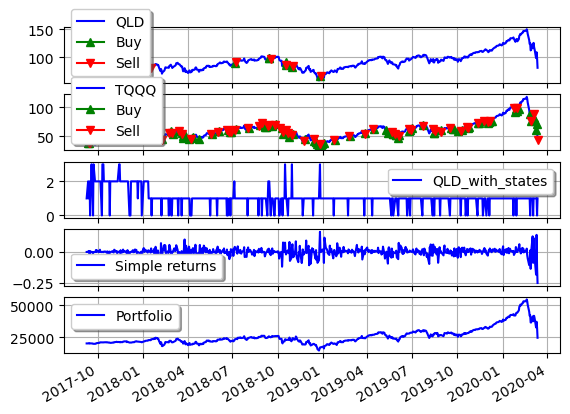 150
100
QLD
Buy
Sell
100
50
TQQQ
Buy
Sell
2
0
QLD_with_states
0.00
−0.25
Simple returns
50000
25000
Portfolio
2017-10
2018-01
2018-04
2018-07
2018-10
2019-01
2019-04
2019-07
2019-10
2020-01
2020-04